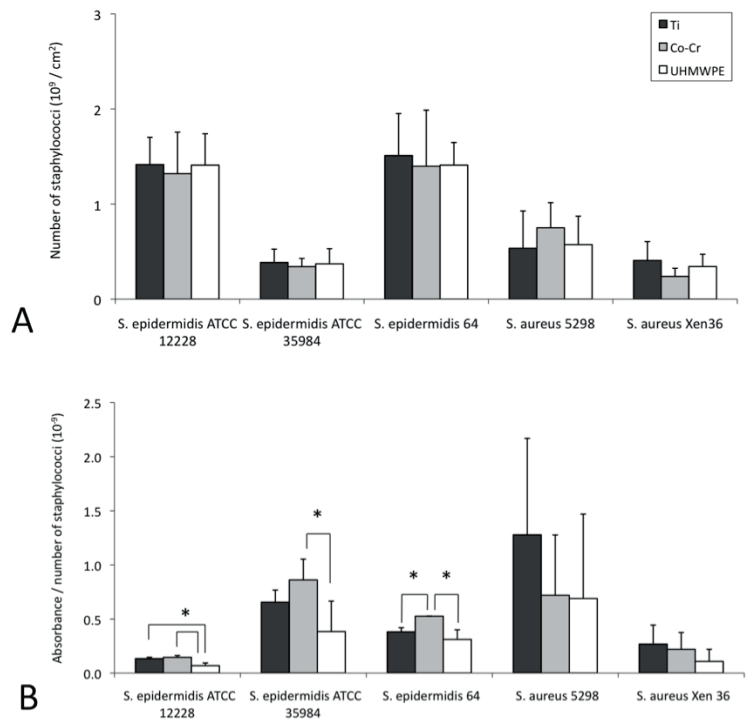 3
2
1
0
Number of staphylococci (10⁹ / cm²)
Ti
Co-Cr
UHMWPE
A
S. epidermidis ATCC
12228
S. epidermidis ATCC
35984
S. epidermidis 64
S. aureus 5298
S. aureus Xen36
2.5
2.0
1.5
1.0
0.5
0.0
Absorbance / number of staphylococci (10⁻⁹)
*
*
*
*
B
S. epidermidis ATCC
12228
S. epidermidis ATCC
35984
S. epidermidis 64
S. aureus 5298
S. aureus Xen 36